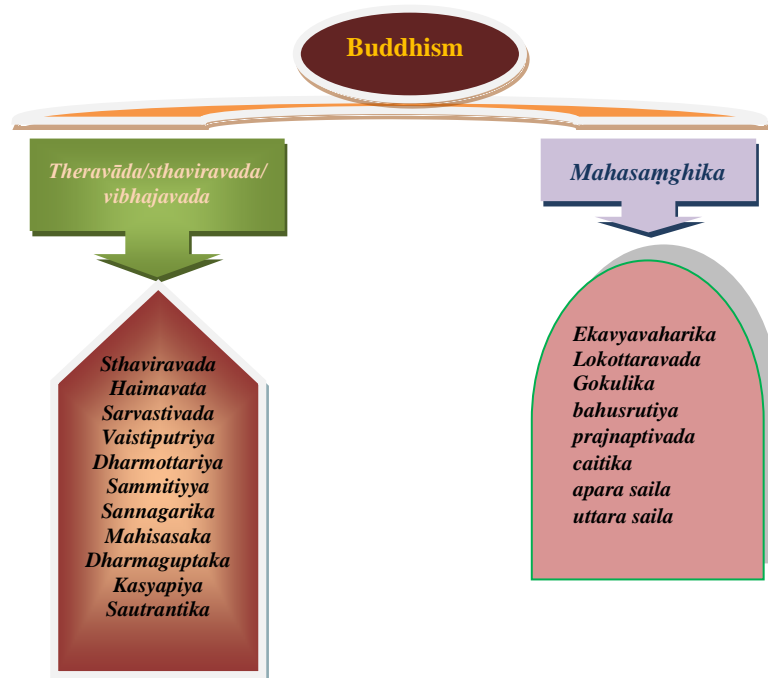 Buddhism
Theravāda/sthaviravada/
vibhajavada
Mahasaṃghika
Sthaviravada
Haimavata
Sarvastivada
Vaistiputriya
Dharmottariya
Sammitiyya
Sannagarika
Mahisasaka
Dharmaguptaka
Kasyapiya
Sautrantika
Ekavyavaharika
Lokottaravada
Gokulika
bahusrutiya
prajnaptivada
caitika
apara saila
uttara saila